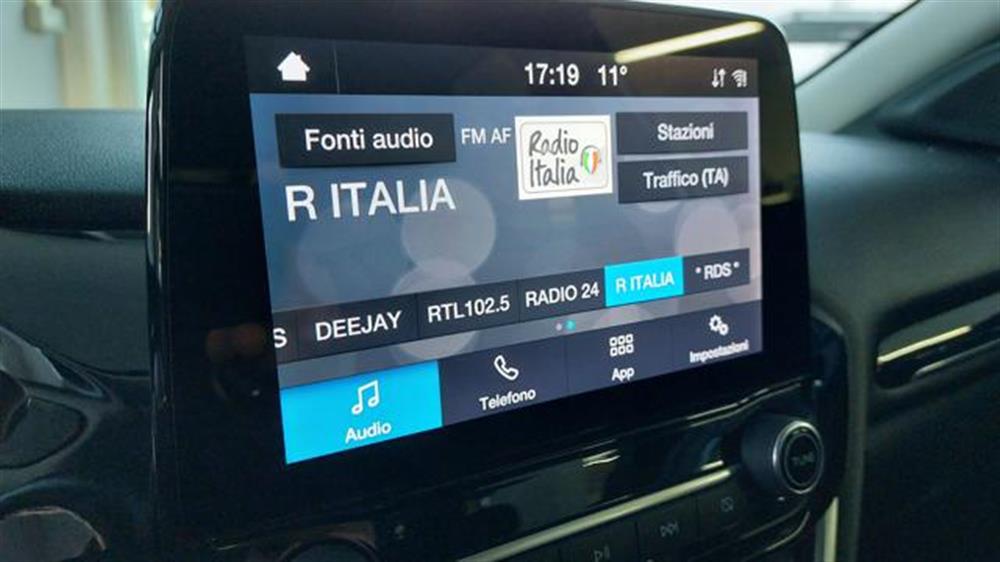 17:19 11°
Fonti audio
FM AF
Radio
Italia
Stazioni
Traffico (TA)
R ITALIA
S
DEEJAY
RTL102.5
RADIO 24
R ITALIA
° RDS °
Audio
Telefono
App
Impostazioni
TUNE